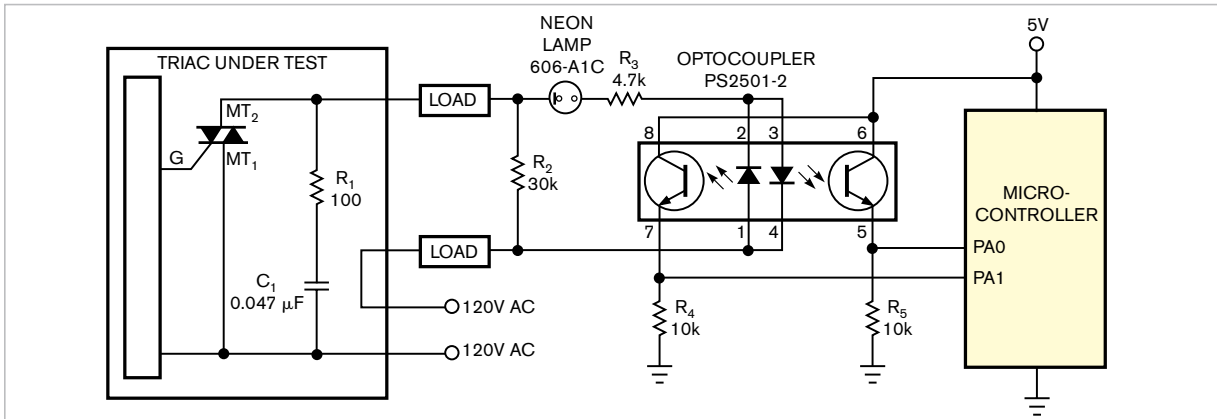 NEON
LAMP
606-A1C
R3
4.7k
OPTOCOUPLER
PS2501-2
5V
TRIAC UNDER TEST
LOAD
MT2
MT1
G
R1
100
C1
0.047 µF
R2
30k
LOAD
120V AC
120V AC
8
2
3
6
7
1
4
5
R4
10k
R5
10k
MICRO-
CONTROLLER
PA0
PA1